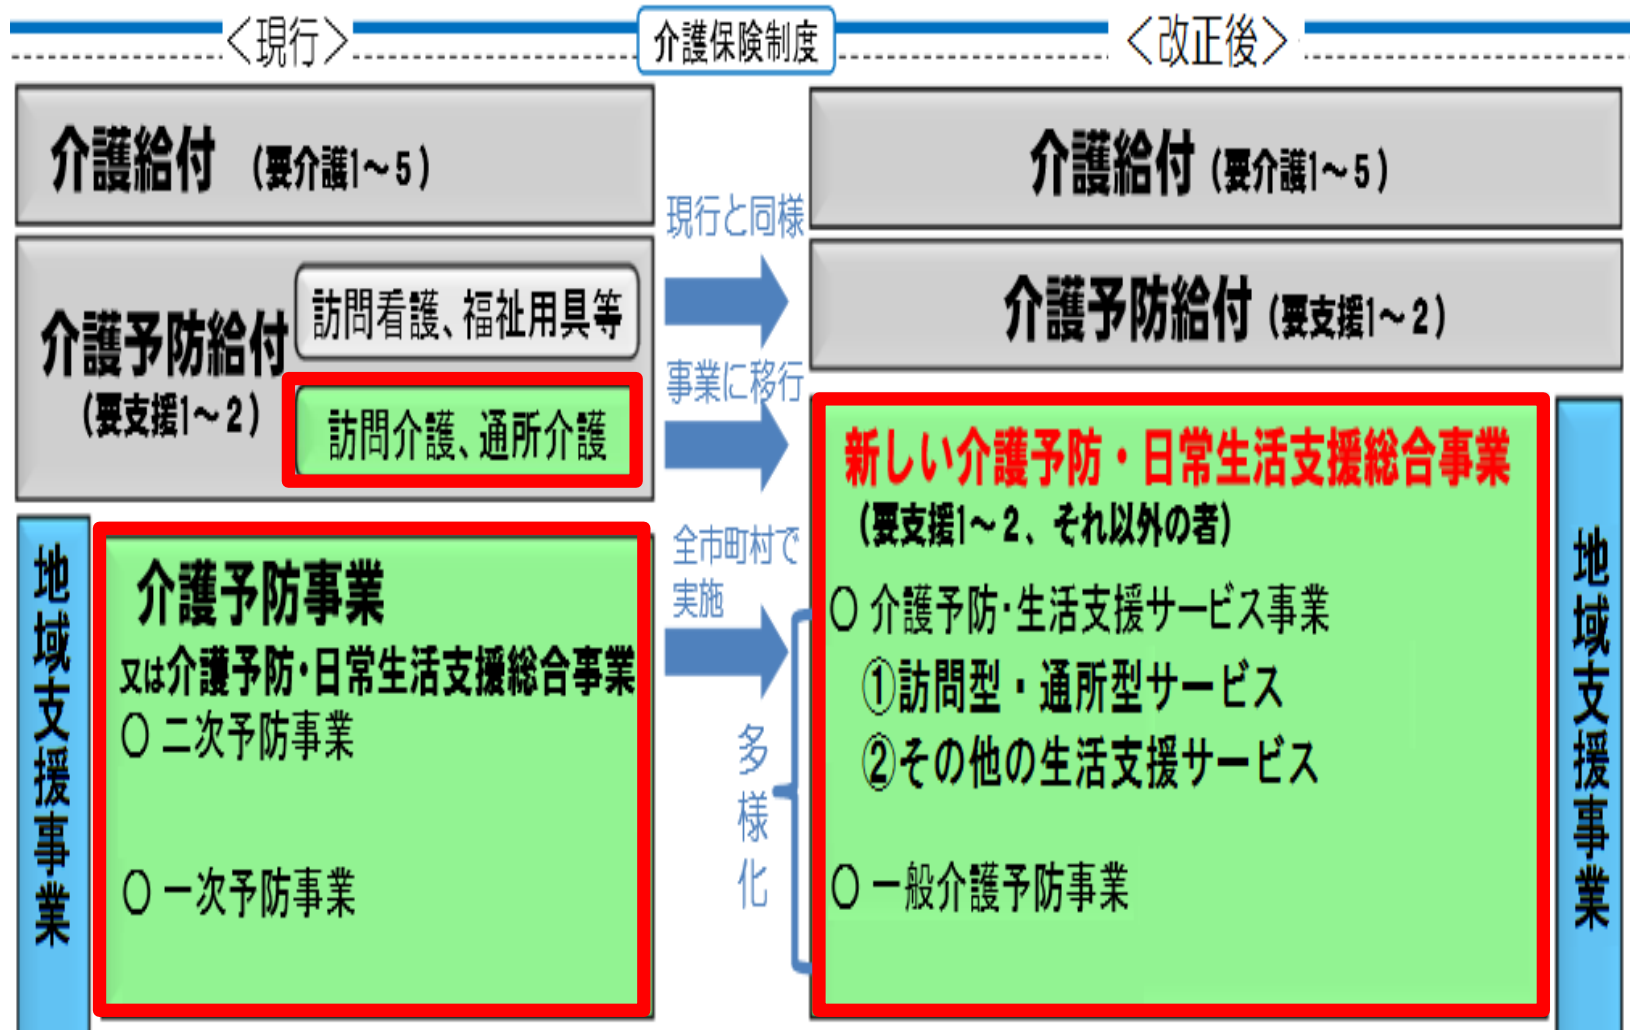 ＜現行＞
介護保険制度
＜改正後＞
介護給付 （要介護1～5）
介護予防給付
（要支援1～2）
訪問看護、福祉用具等
訪問介護、通所介護
地域支援事業
介護予防事業
又は介護予防・日常生活支援総合事業
○ 二次予防事業
○ 一次予防事業
現行と同様
事業に移行
全市町村で
実施
多様化
介護給付（要介護1～5）
介護予防給付（要支援1～2）
新しい介護予防・日常生活支援総合事業
（要支援1～2、それ以外の者）
○ 介護予防・生活支援サービス事業
①訪問型・通所型サービス
②その他の生活支援サービス
○ 一般介護予防事業
地域支援事業